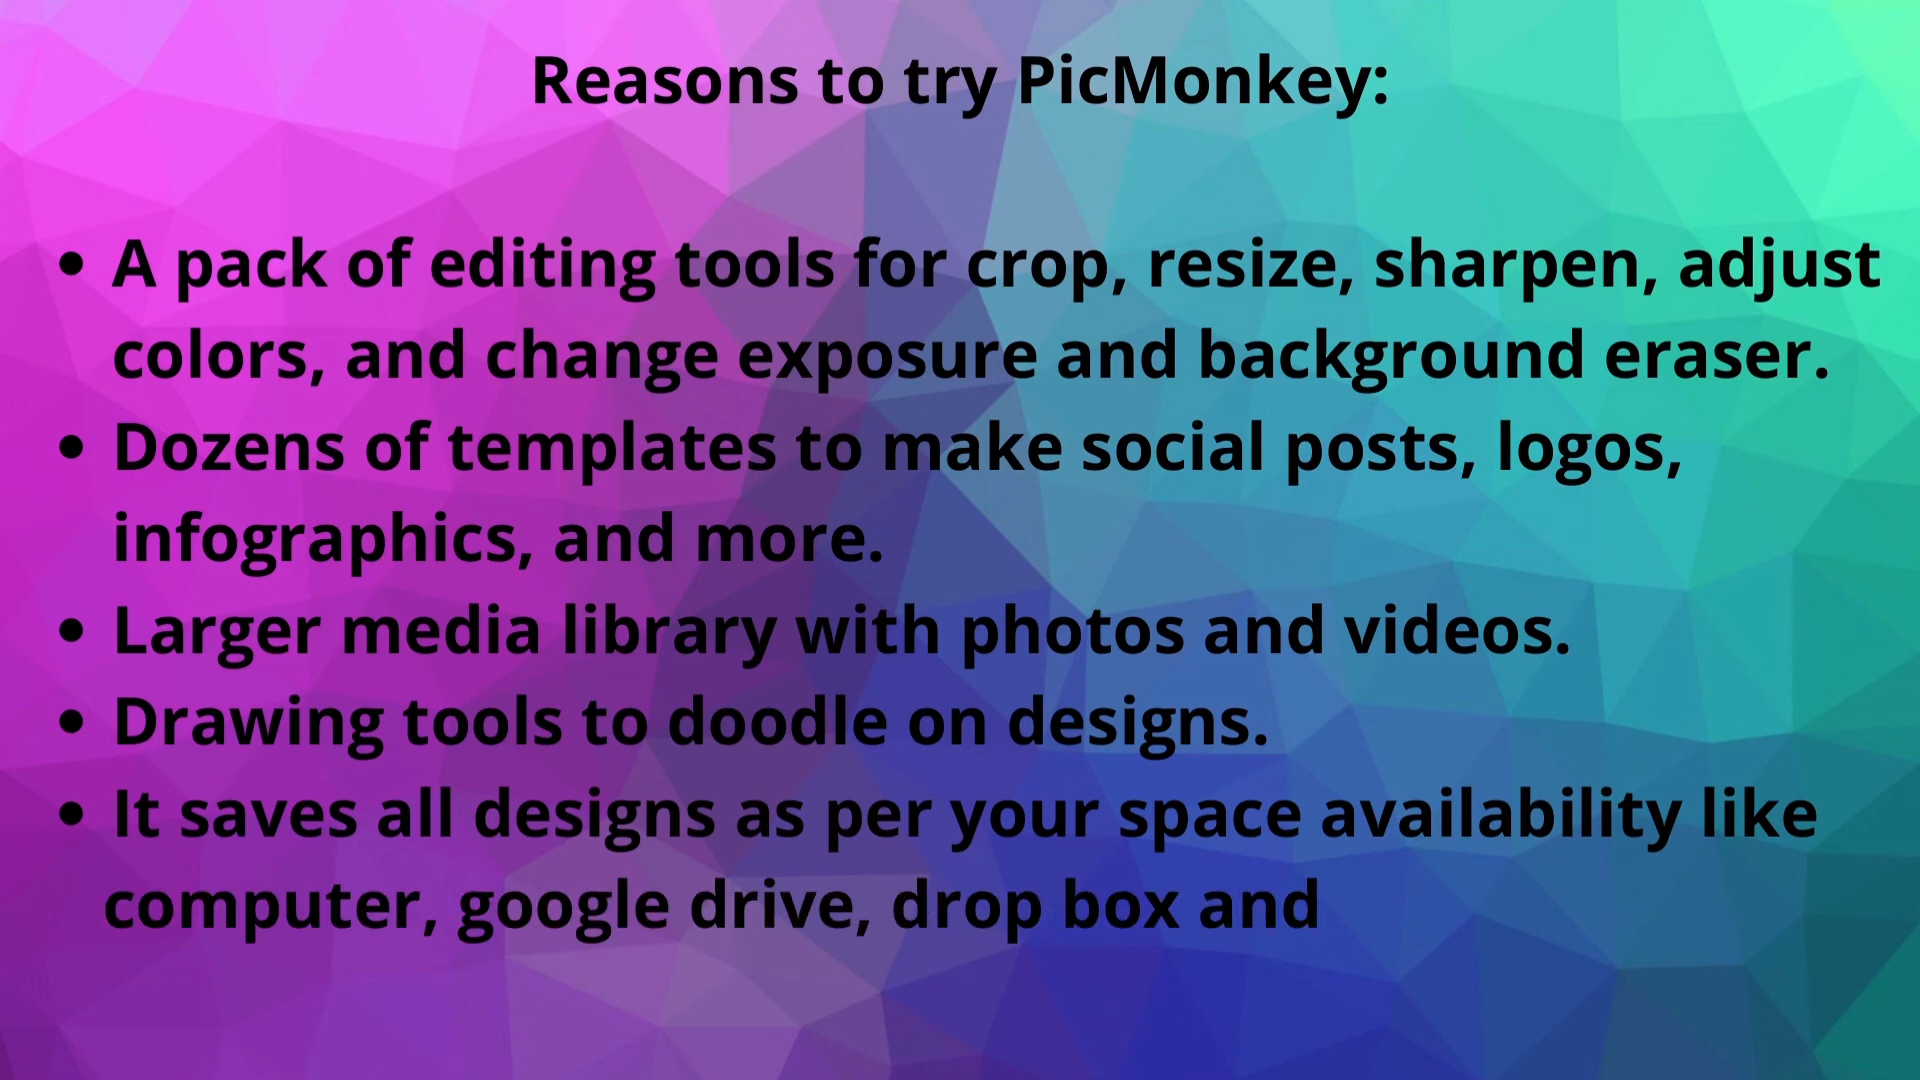 Reasons to try PicMonkey:
• A pack of editing tools for crop, resize, sharpen, adjust
colors, and change exposure and background eraser.
• Dozens of templates to make social posts, logos,
infographics, and more.
• Larger media library with photos and videos.
• Drawing tools to doodle on designs.
• It saves all designs as per your space availability like
computer, google drive, drop box and